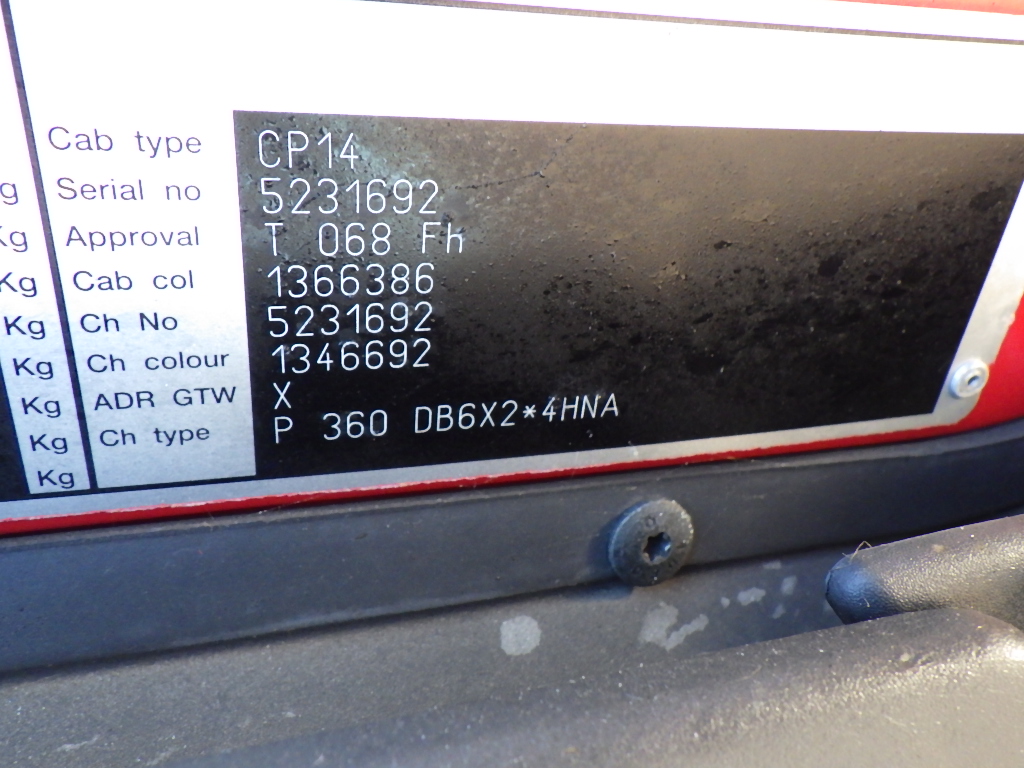 Cab type CP14
g Serial no 5231692
Kg Approval T 068 Fh
Kg Cab col 1366386
Kg Ch No 5231692
Kg Ch colour 1346692
Kg ADR GTW X
Kg Ch type P 360 DB6X2*4HNA
Kg